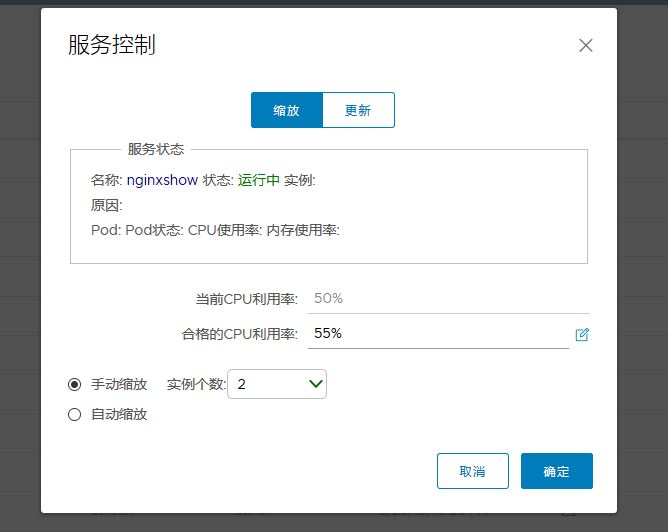 服务控制
缩放 更新
服务状态
名称: nginxshow 状态: 运行中 实例:
原因:
Pod: Pod状态: CPU使用率: 内存使用率:
当前CPU利用率: 50%
合格的CPU利用率: 55%
手动缩放 实例个数: 2
自动缩放
取消 确定